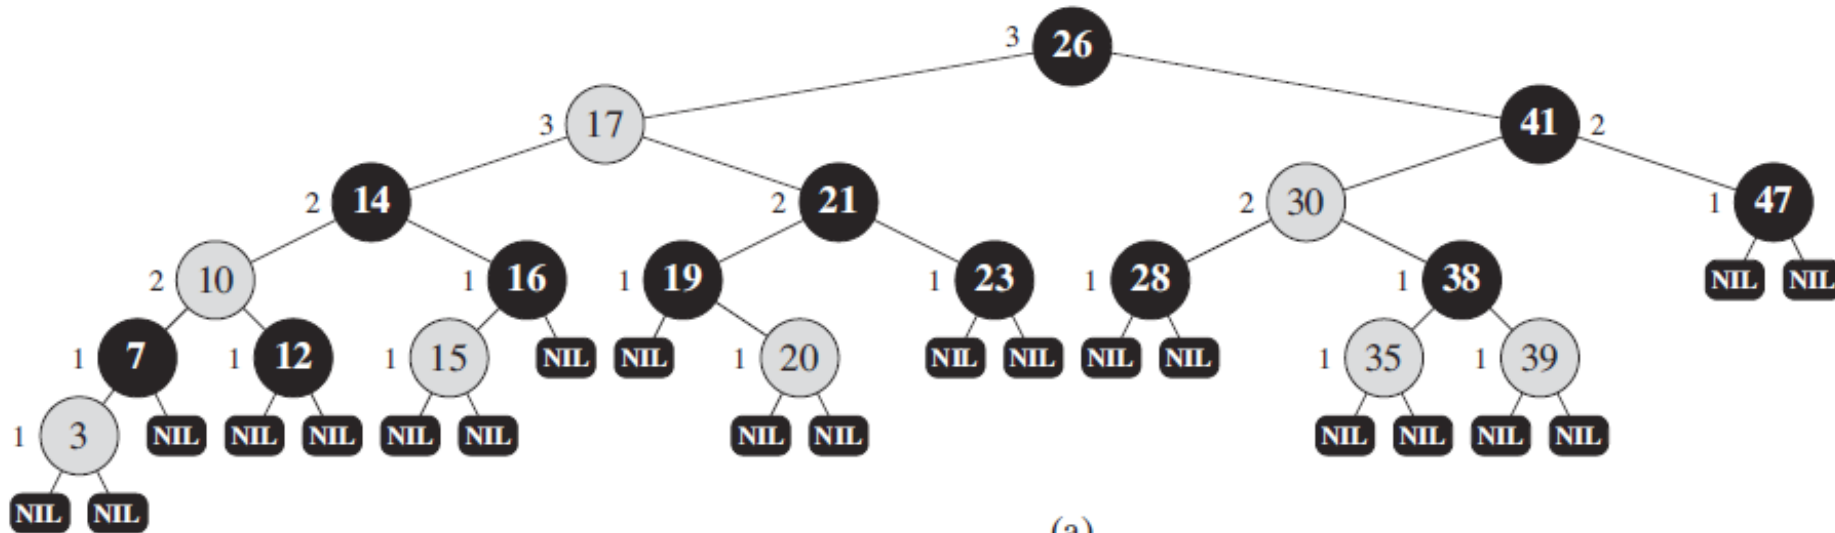 3 26
3 17 41 2
2 14 2 21 2 30 1 47
2 10 1 16 1 19 1 23 1 28 1 38 NIL NIL
1 7 1 12 1 15 NIL NIL 1 20 NIL NIL NIL NIL 1 35 1 39
1 3 NIL NIL NIL NIL NIL NIL NIL NIL NIL NIL NIL
NIL NIL (a)